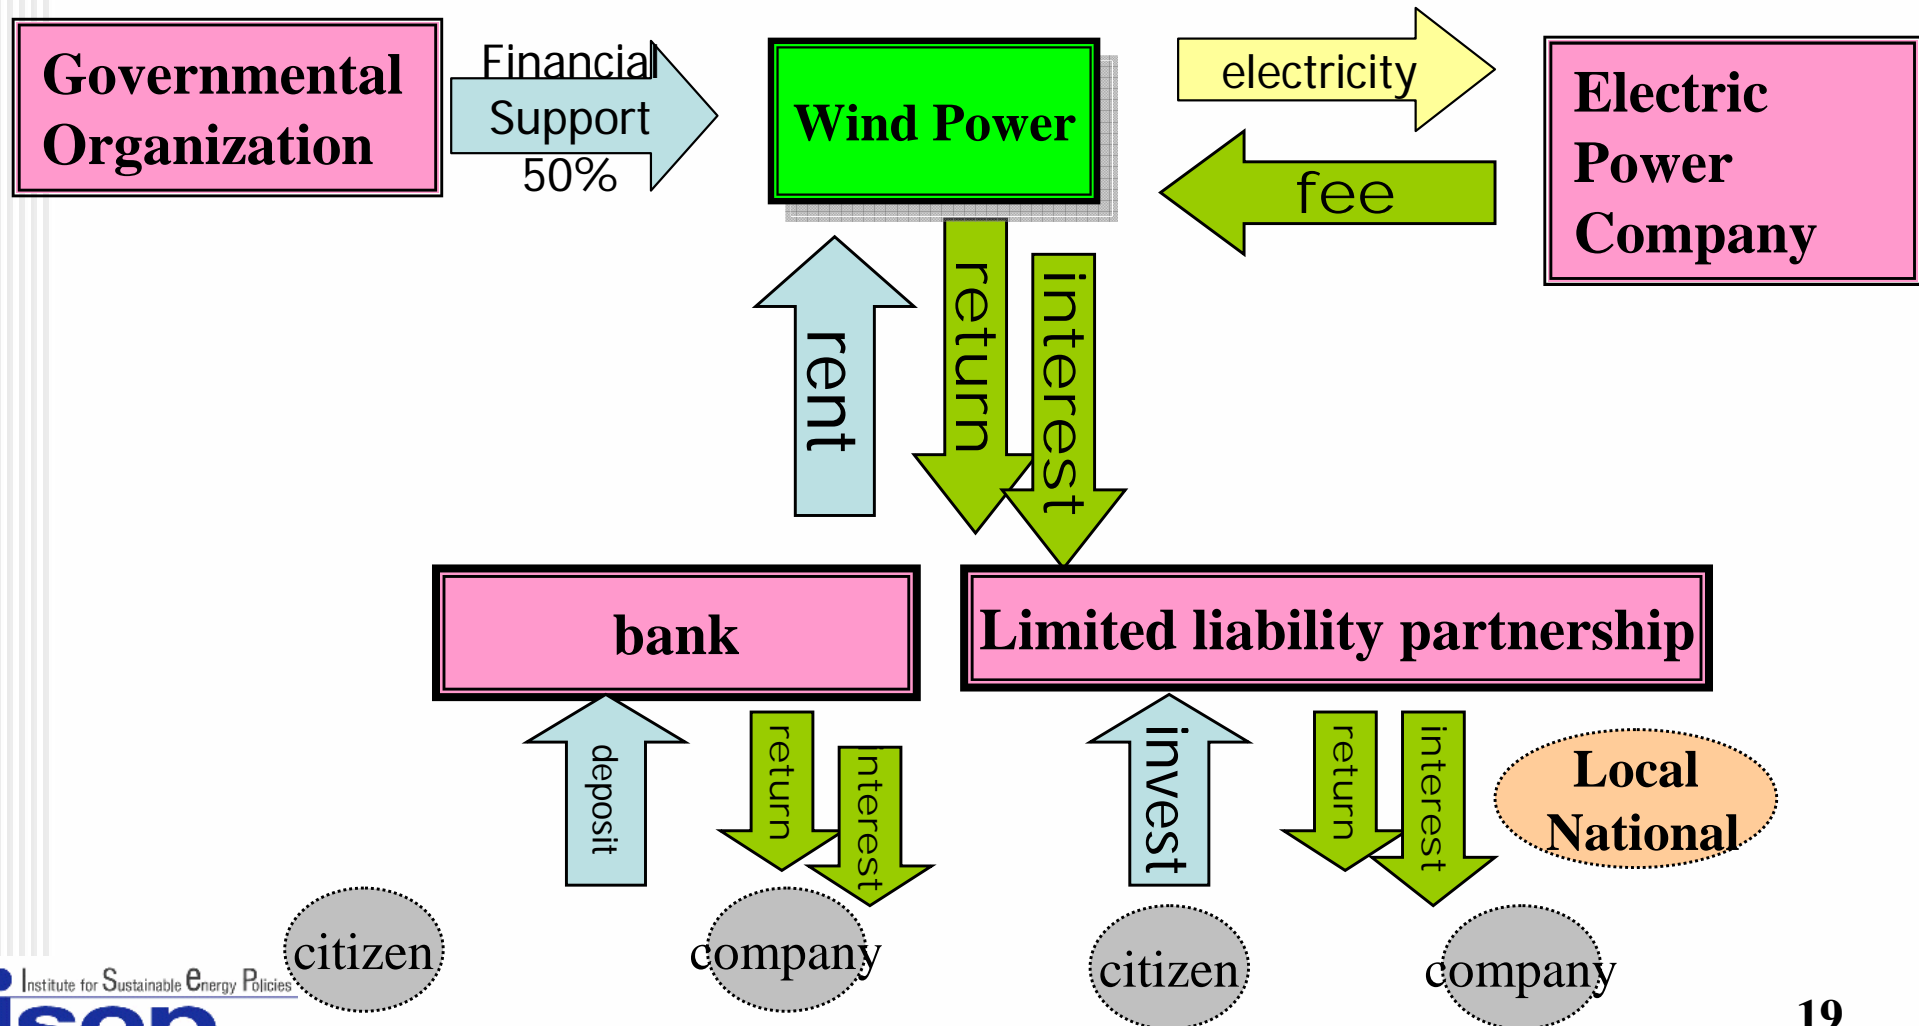 Governmental
Organization
Financial
Support
50%
Wind Power
electricity
fee
Electric
Power
Company
rent
return
interest
bank
Limited liability partnership
deposit
return
interest
invest
return
interest
Local
National
citizen
company
citizen
company
Institute for Sustainable energy Policies
isep
19